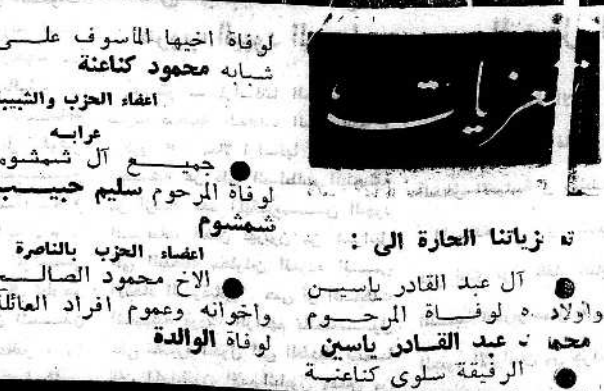 تعزيات
تعزياتنا الحارة الى :
● آل عبد القادر ياسين
واولاده لوفاة المرحوم
محمد عبد القادر ياسين
● الرفيقة سلوى كناعنة
لوفاة اخيها المأسوف على
شبابه محمود كناعنة
اعضاء الحزب والشبيبة
عرابه
● جميع آل شمشوم
لوفاة المرحوم سليم حبيب
شمشوم
اعضاء الحزب بالناصرة
● الاخ محمود الصالح
واخوانه وعموم افراد العائلة
لوفاة الوالدة